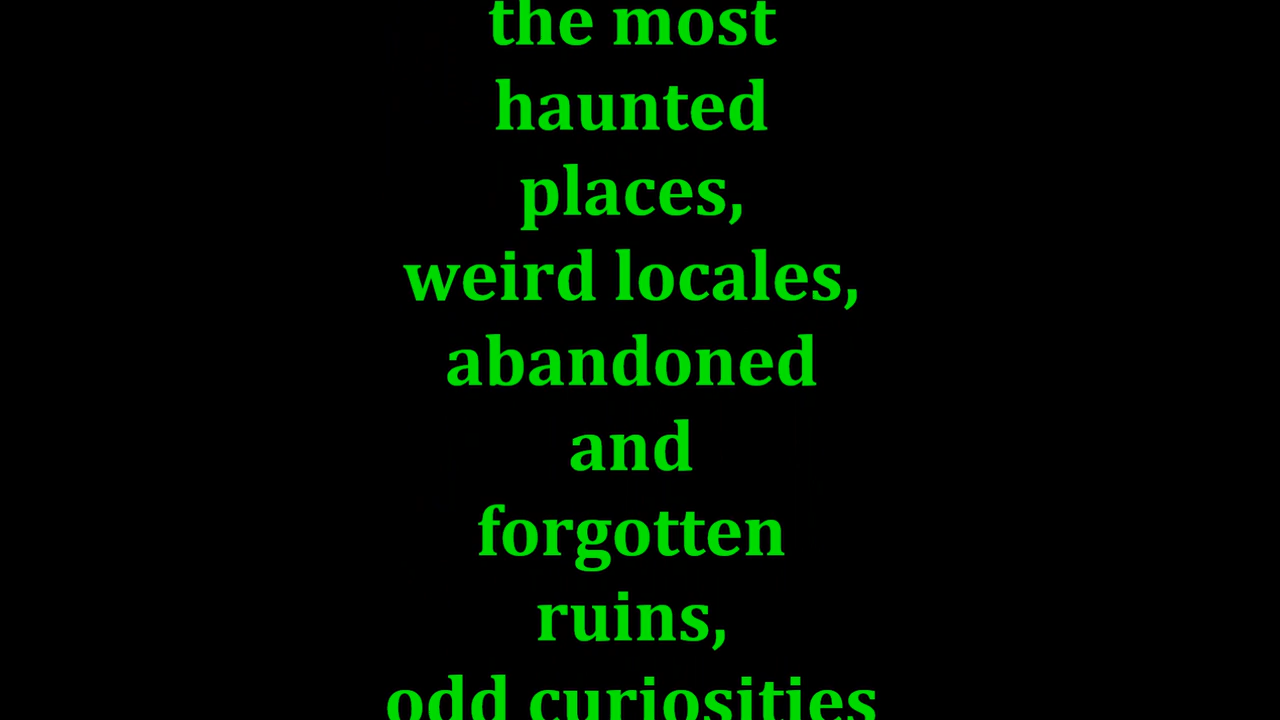 the most
haunted
places,
weird locales,
abandoned
and
forgotten
ruins,
odd curiosities